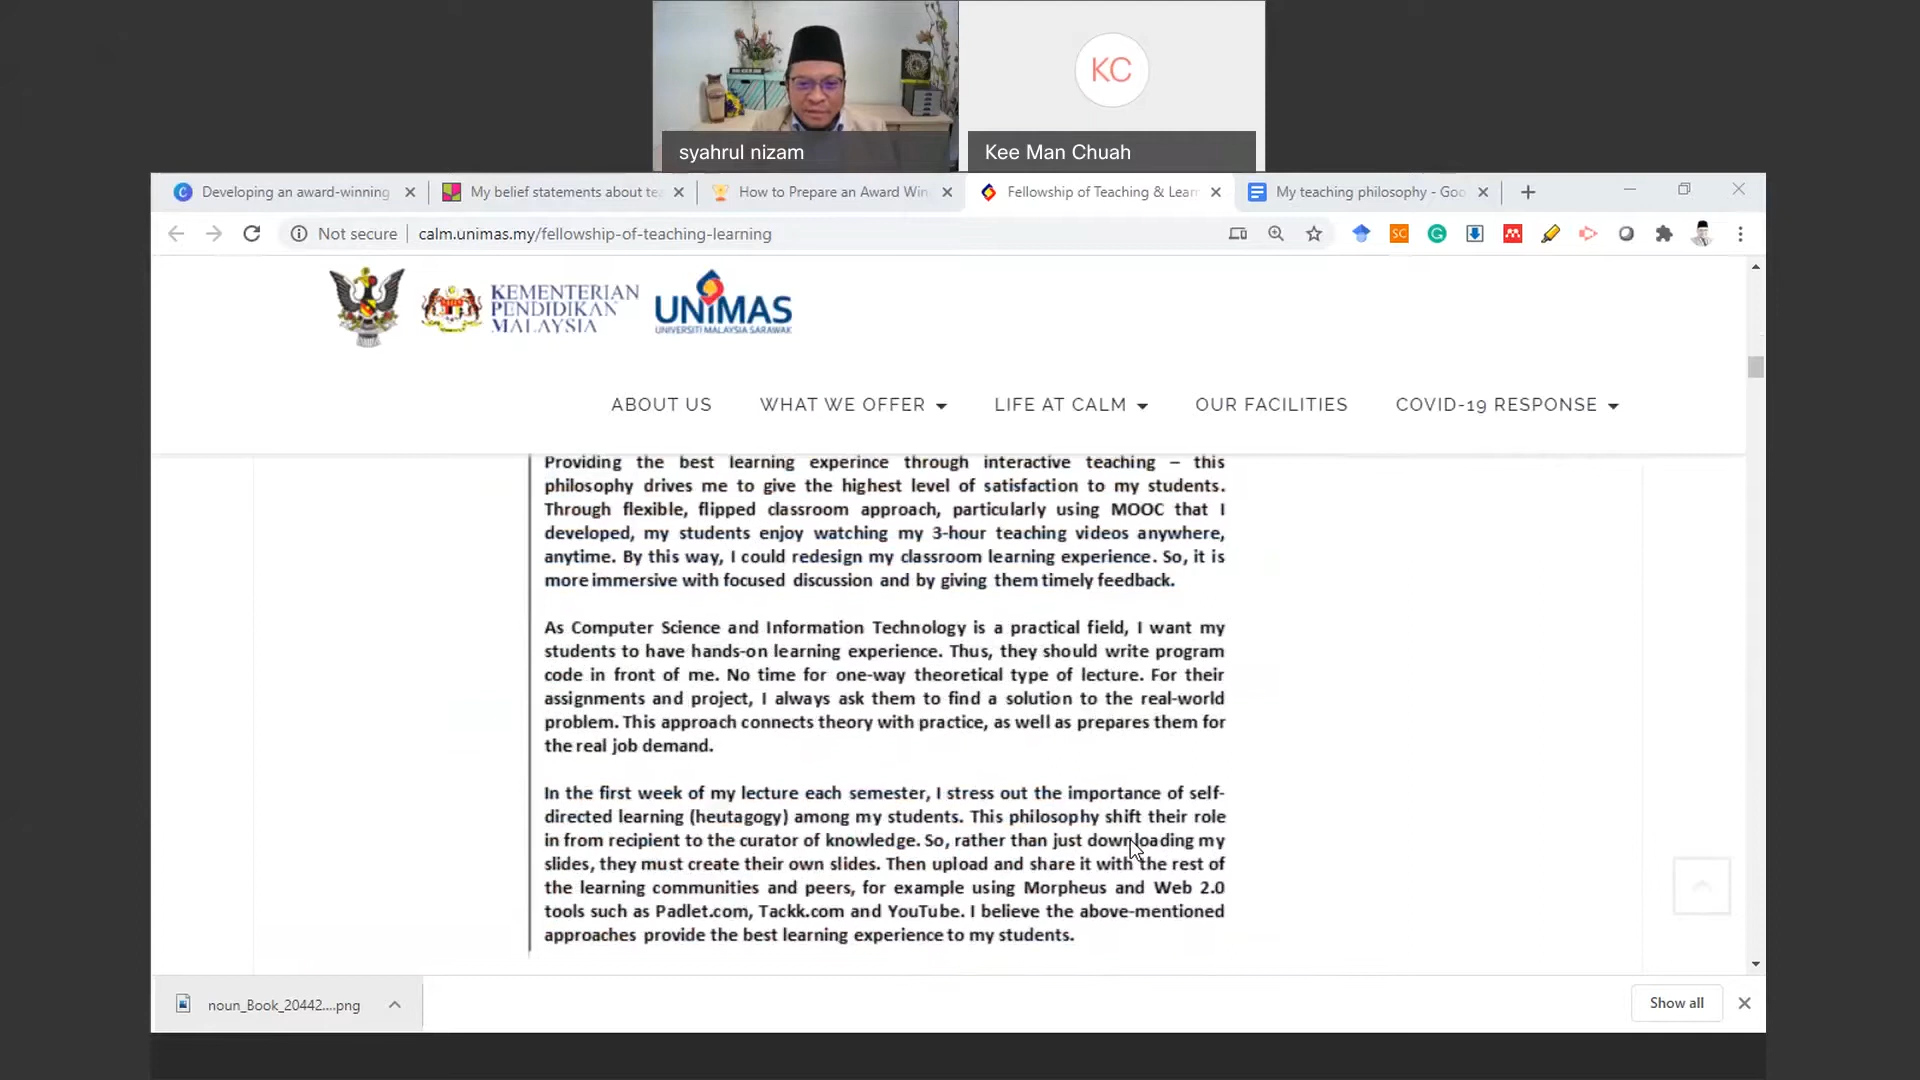 KC
syahrul nizam
Kee Man Chuah
Developing an award-winning
My belief statements about tea
How to Prepare an Award Win
Fellowship of Teaching & Learn
My teaching philosophy - Goo
Not secure
calm.unimas.my/fellowship-of-teaching-learning
SC
KEMENTERIAN
PENDIDIKAN
MALAYSIA
UNIMAS
UNIVERSITI MALAYSIA SARAWAK
ABOUT US
WHAT WE OFFER
LIFE AT CALM
OUR FACILITIES
COVID-19 RESPONSE
Providing the best learning experince through interactive teaching – this
philosophy drives me to give the highest level of satisfaction to my students.
Through flexible, flipped classroom approach, particularly using MOOC that I
developed, my students enjoy watching my 3-hour teaching videos anywhere,
anytime. By this way, I could redesign my classroom learning experience. So, it is
more immersive with focused discussion and by giving them timely feedback.
As Computer Science and Information Technology is a practical field, I want my
students to have hands-on learning experience. Thus, they should write program
code in front of me. No time for one-way theoretical type of lecture. For their
assignments and project, I always ask them to find a solution to the real-world
problem. This approach connects theory with practice, as well as prepares them for
the real job demand.
In the first week of my lecture each semester, I stress out the importance of self-
directed learning (heutagogy) among my students. This philosophy shift their role
in from recipient to the curator of knowledge. So, rather than just downloading my
slides, they must create their own slides. Then upload and share it with the rest of
the learning communities and peers, for example using Morpheus and Web 2.0
tools such as Padlet.com, Tackk.com and YouTube. I believe the above-mentioned
approaches provide the best learning experience to my students.
noun_Book_20442....png
Show all